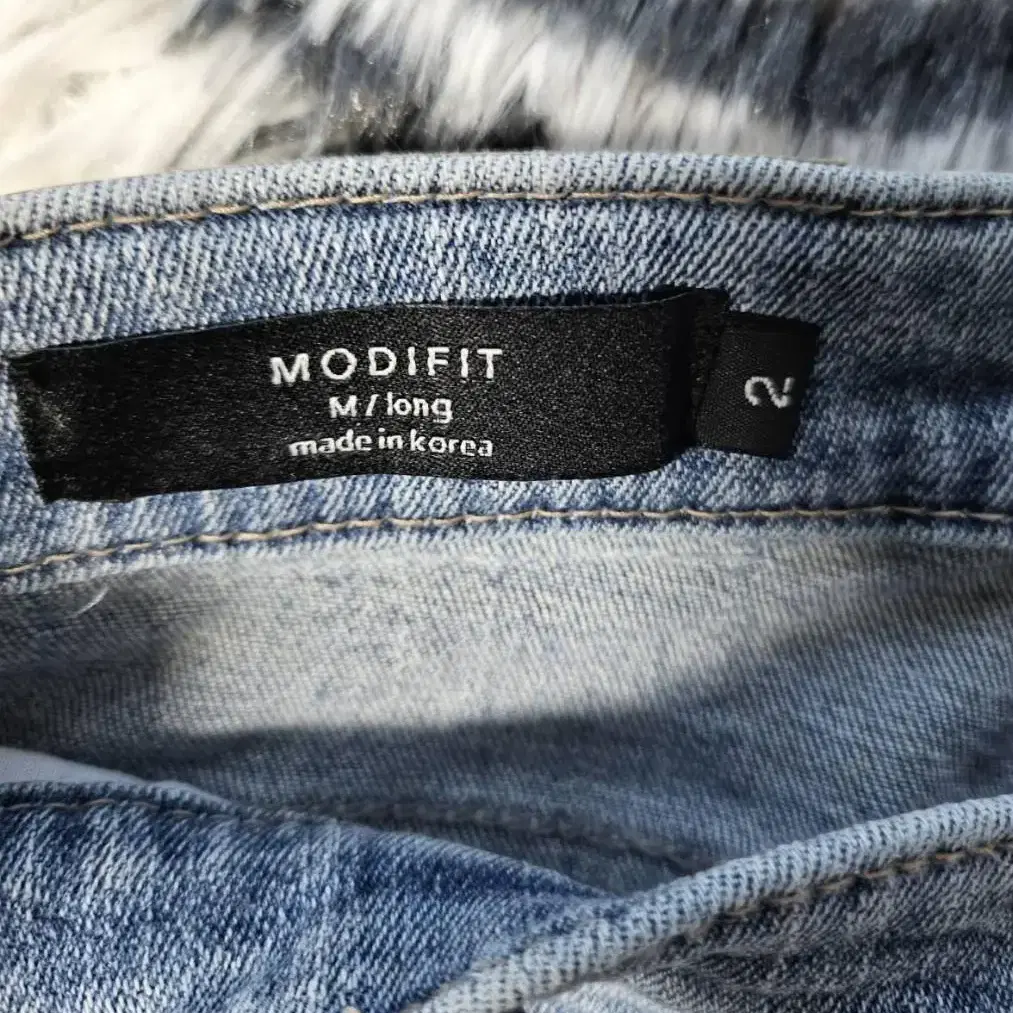 MODIFIT
M / long
made in korea
2